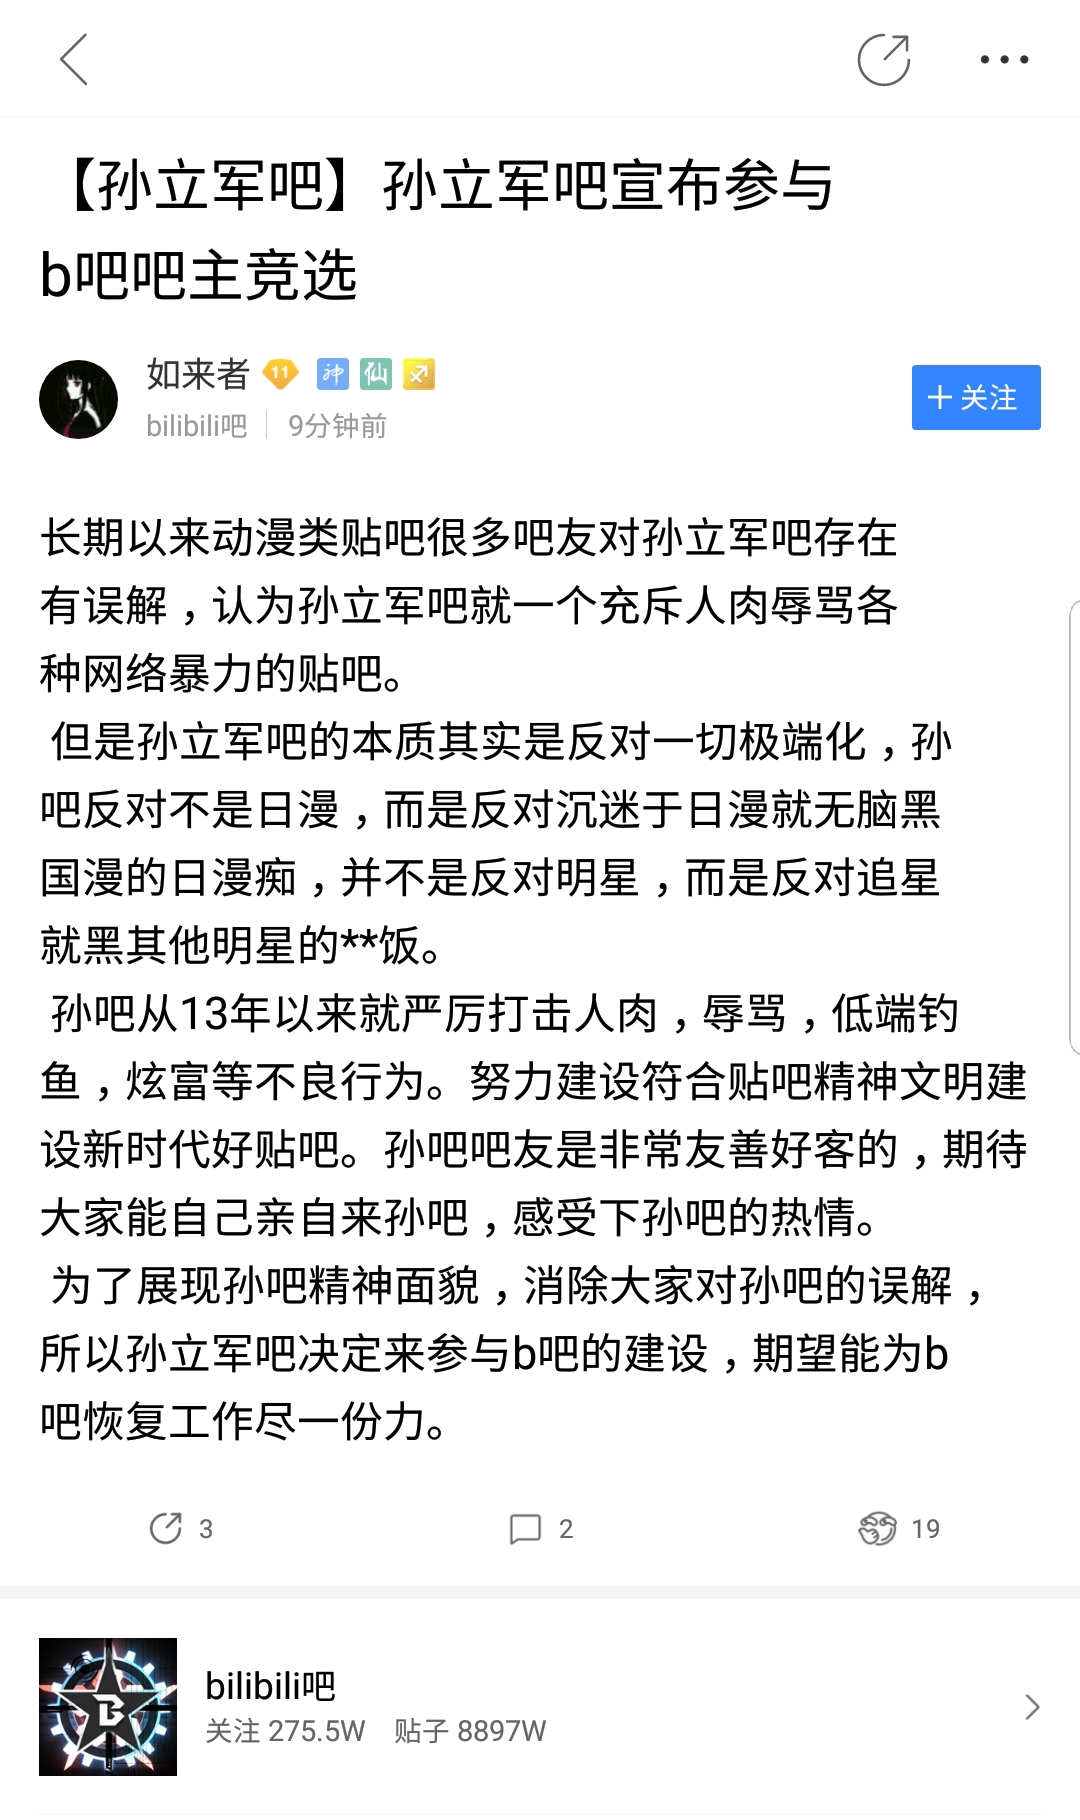 【孙立军吧】孙立军吧宣布参与
b吧吧主竞选
如来者 11 神 仙
bilibili吧 9分钟前
+ 关注
长期以来动漫类贴吧很多吧友对孙立军吧存在
有误解，认为孙立军吧就一个充斥人肉辱骂各
种网络暴力的贴吧。
但是孙立军吧的本质其实是反对一切极端化，孙
吧反对不是日漫，而是反对沉迷于日漫就无脑黑
国漫的日漫痴，并不是反对明星，而是反对追星
就黑其他明星的**饭。
孙吧从13年以来就严厉打击人肉，辱骂，低端钓
鱼，炫富等不良行为。努力建设符合贴吧精神文明建
设新时代好贴吧。孙吧吧友是非常友善好客的，期待
大家能自己亲自来孙吧，感受下孙吧的热情。
为了展现孙吧精神面貌，消除大家对孙吧的误解，
所以孙立军吧决定来参与b吧的建设，期望能为b
吧恢复工作尽一份力。
3 2 19
B
bilibili吧
关注 275.5W 贴子 8897W